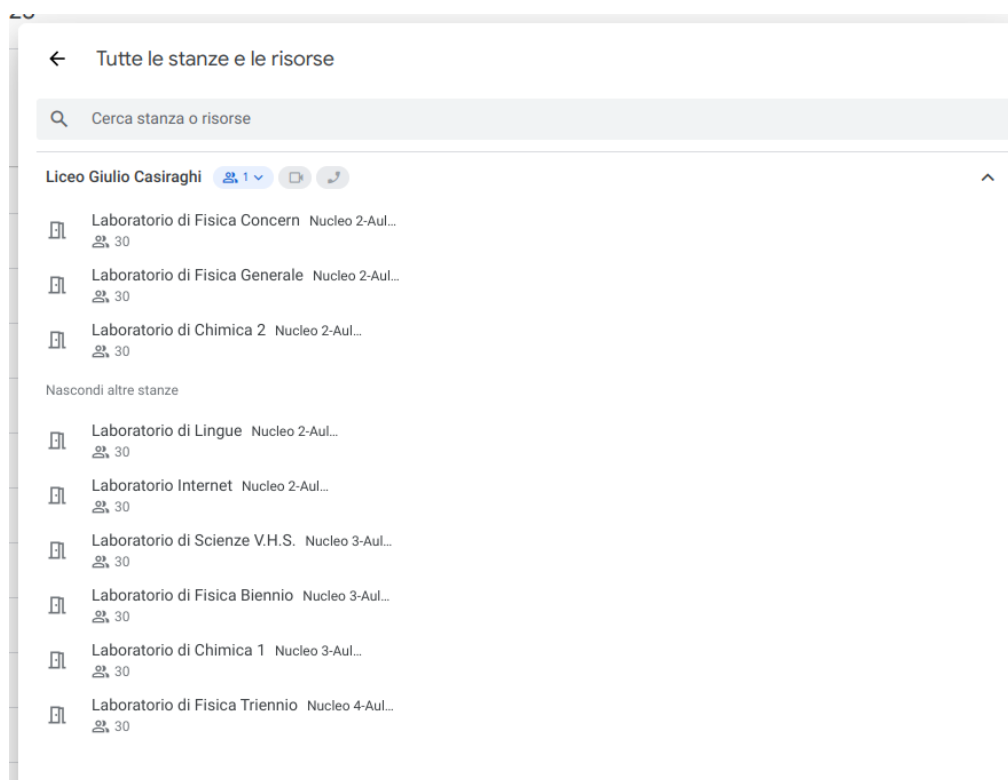 Tutte le stanze e le risorse
Cerca stanza o risorse
Liceo Giulio Casiraghi 1
Laboratorio di Fisica Concern Nucleo 2-Aul...
30
Laboratorio di Fisica Generale Nucleo 2-Aul...
30
Laboratorio di Chimica 2 Nucleo 2-Aul...
30
Nascondi altre stanze
Laboratorio di Lingue Nucleo 2-Aul...
30
Laboratorio Internet Nucleo 2-Aul...
30
Laboratorio di Scienze V.H.S. Nucleo 3-Aul...
30
Laboratorio di Fisica Biennio Nucleo 3-Aul...
30
Laboratorio di Chimica 1 Nucleo 3-Aul...
30
Laboratorio di Fisica Triennio Nucleo 4-Aul...
30